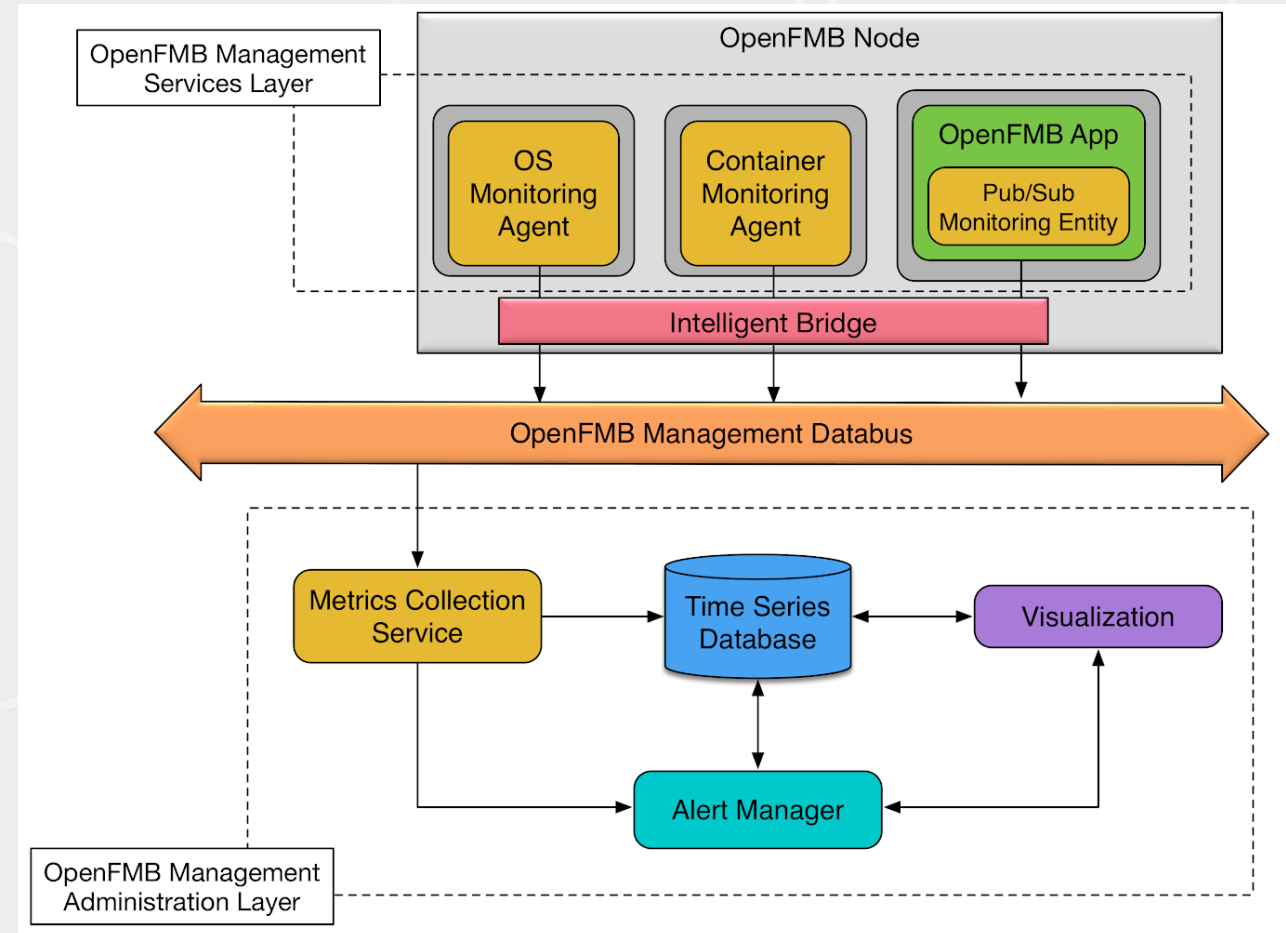 OpenFMB Node
OpenFMB Management
Services Layer
OS
Monitoring
Agent
Container
Monitoring
Agent
OpenFMB App
Pub/Sub
Monitoring Entity
Intelligent Bridge
OpenFMB Management Databus
Metrics Collection
Service
Time Series
Database
Visualization
Alert Manager
OpenFMB Management
Administration Layer